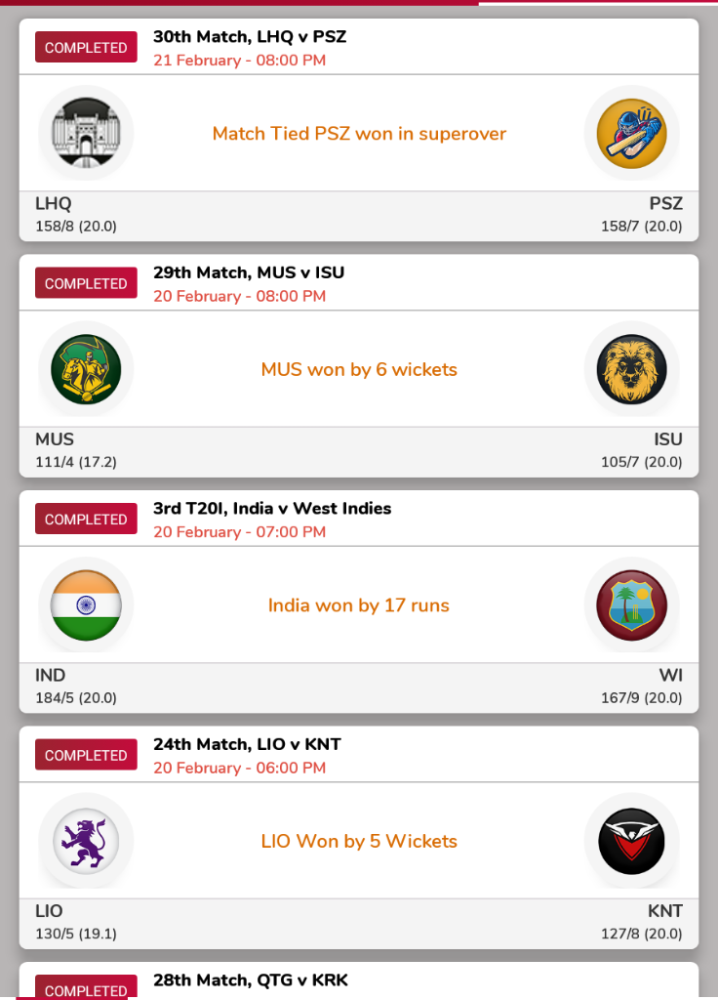 COMPLETED
30th Match, LHQ v PSZ
21 February - 08:00 PM
Match Tied PSZ won in superover
LHQ
PSZ
158/8 (20.0)
158/7 (20.0)
COMPLETED
29th Match, MUS v ISU
20 February - 08:00 PM
MUS won by 6 wickets
MUS
ISU
111/4 (17.2)
105/7 (20.0)
COMPLETED
3rd T20I, India v West Indies
20 February - 07:00 PM
India won by 17 runs
IND
WI
184/5 (20.0)
167/9 (20.0)
COMPLETED
24th Match, LIO v KNT
20 February - 06:00 PM
LIO Won by 5 Wickets
LIO
KNT
130/5 (19.1)
127/8 (20.0)
COMPLETED
28th Match, QTG v KRK